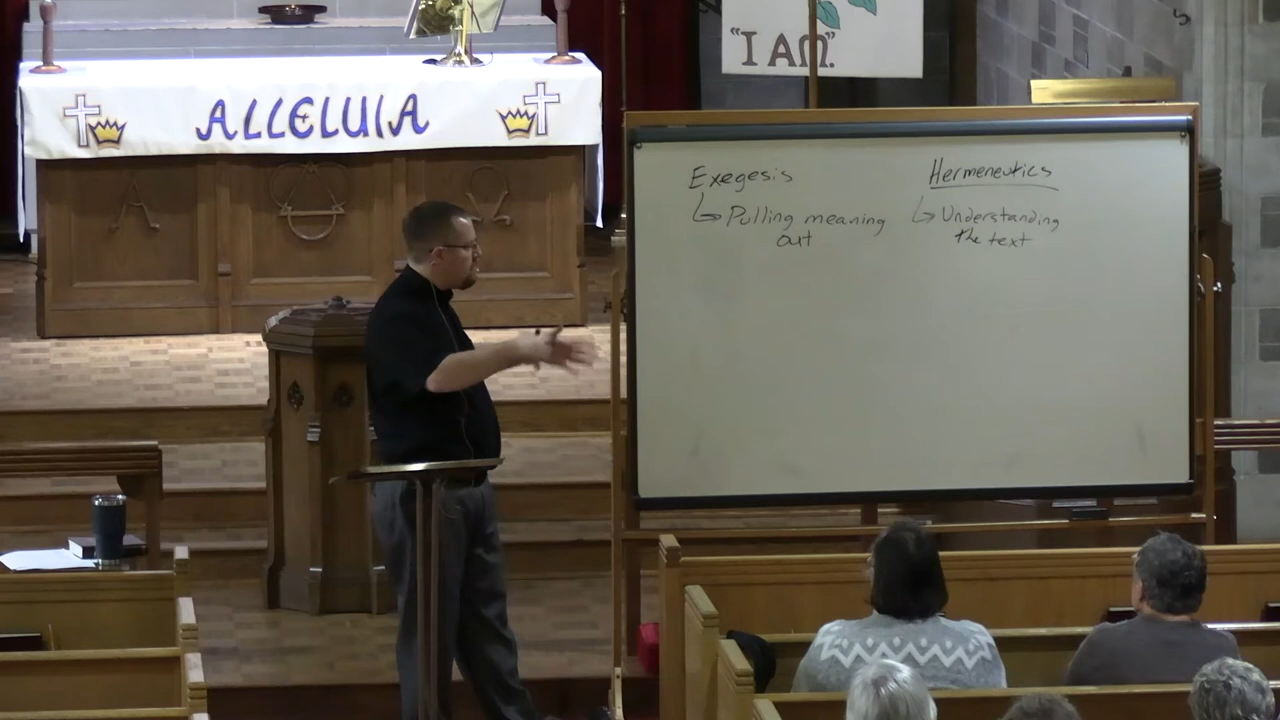 "I AM"
ALLELUIA
Α
Ω
Exegesis
↳ Pulling meaning
out
Hermeneutics
↳ Understanding
the text